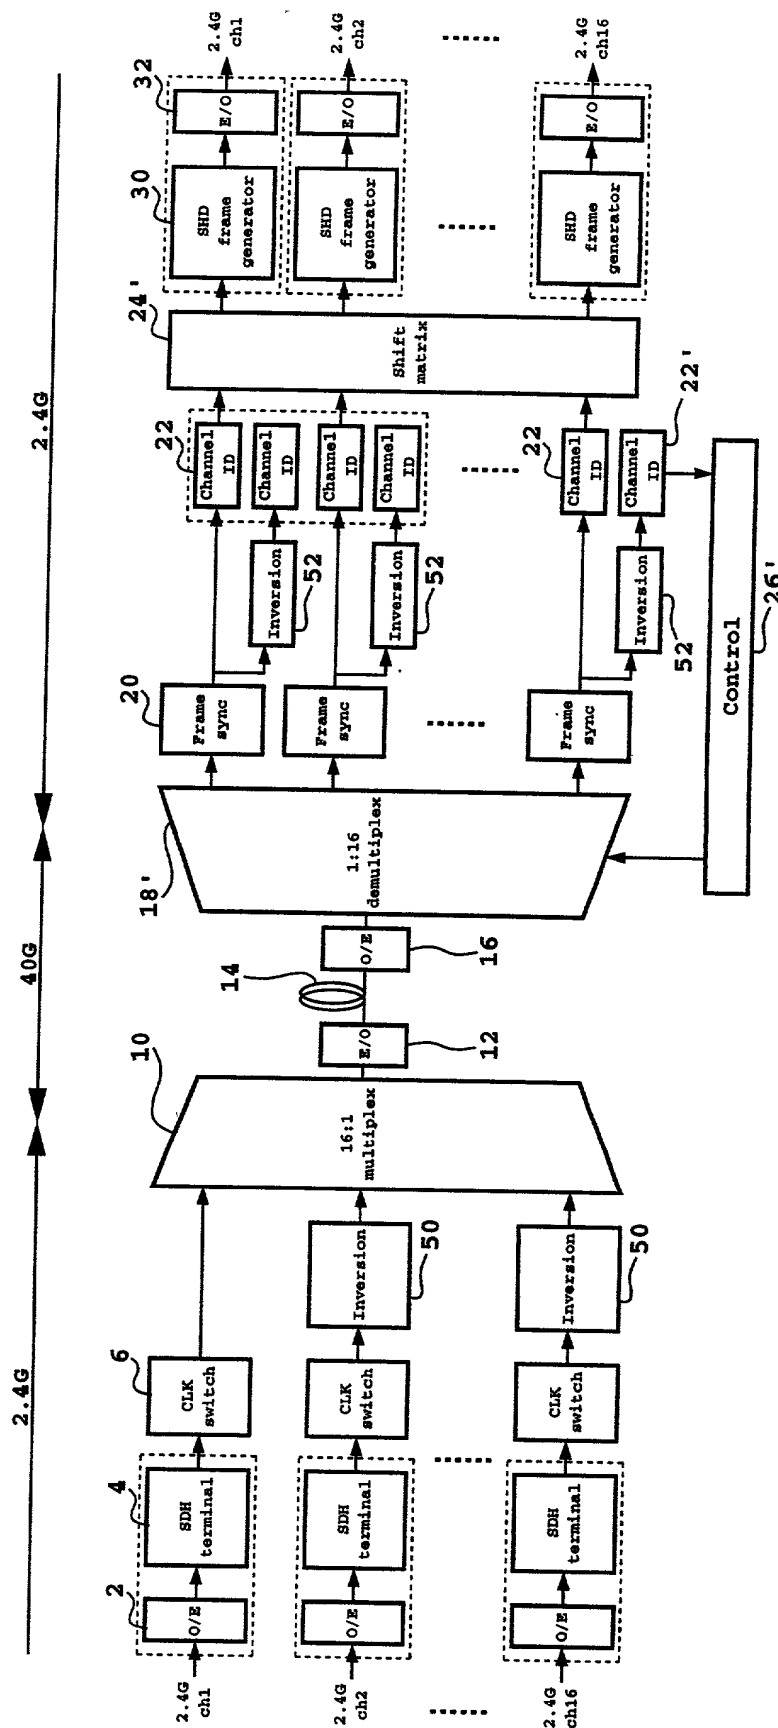 2.4G
40G
2.4G
2.4G
ch1
2
O/E
4
SDH
terminal
6
CLK
switch
10
16:1
multiplex
12
E/O
14
16
O/E
18'
1:16
demultiplex
20
Frame
sync
22
Channel
ID
Channel
ID
Inversion
52
24'
Shift
matrix
30
SHD
frame
generator
32
E/O
2.4G
ch1
2.4G
ch2
O/E
SDH
terminal
CLK
switch
Inversion
50
Frame
sync
Channel
ID
Channel
ID
Inversion
52
SHD
frame
generator
E/O
2.4G
ch2
2.4G
ch16
O/E
SDH
terminal
CLK
switch
Inversion
50
Frame
sync
22
Channel
ID
22'
Channel
ID
Inversion
52
SHD
frame
generator
E/O
2.4G
ch16
Control
26'